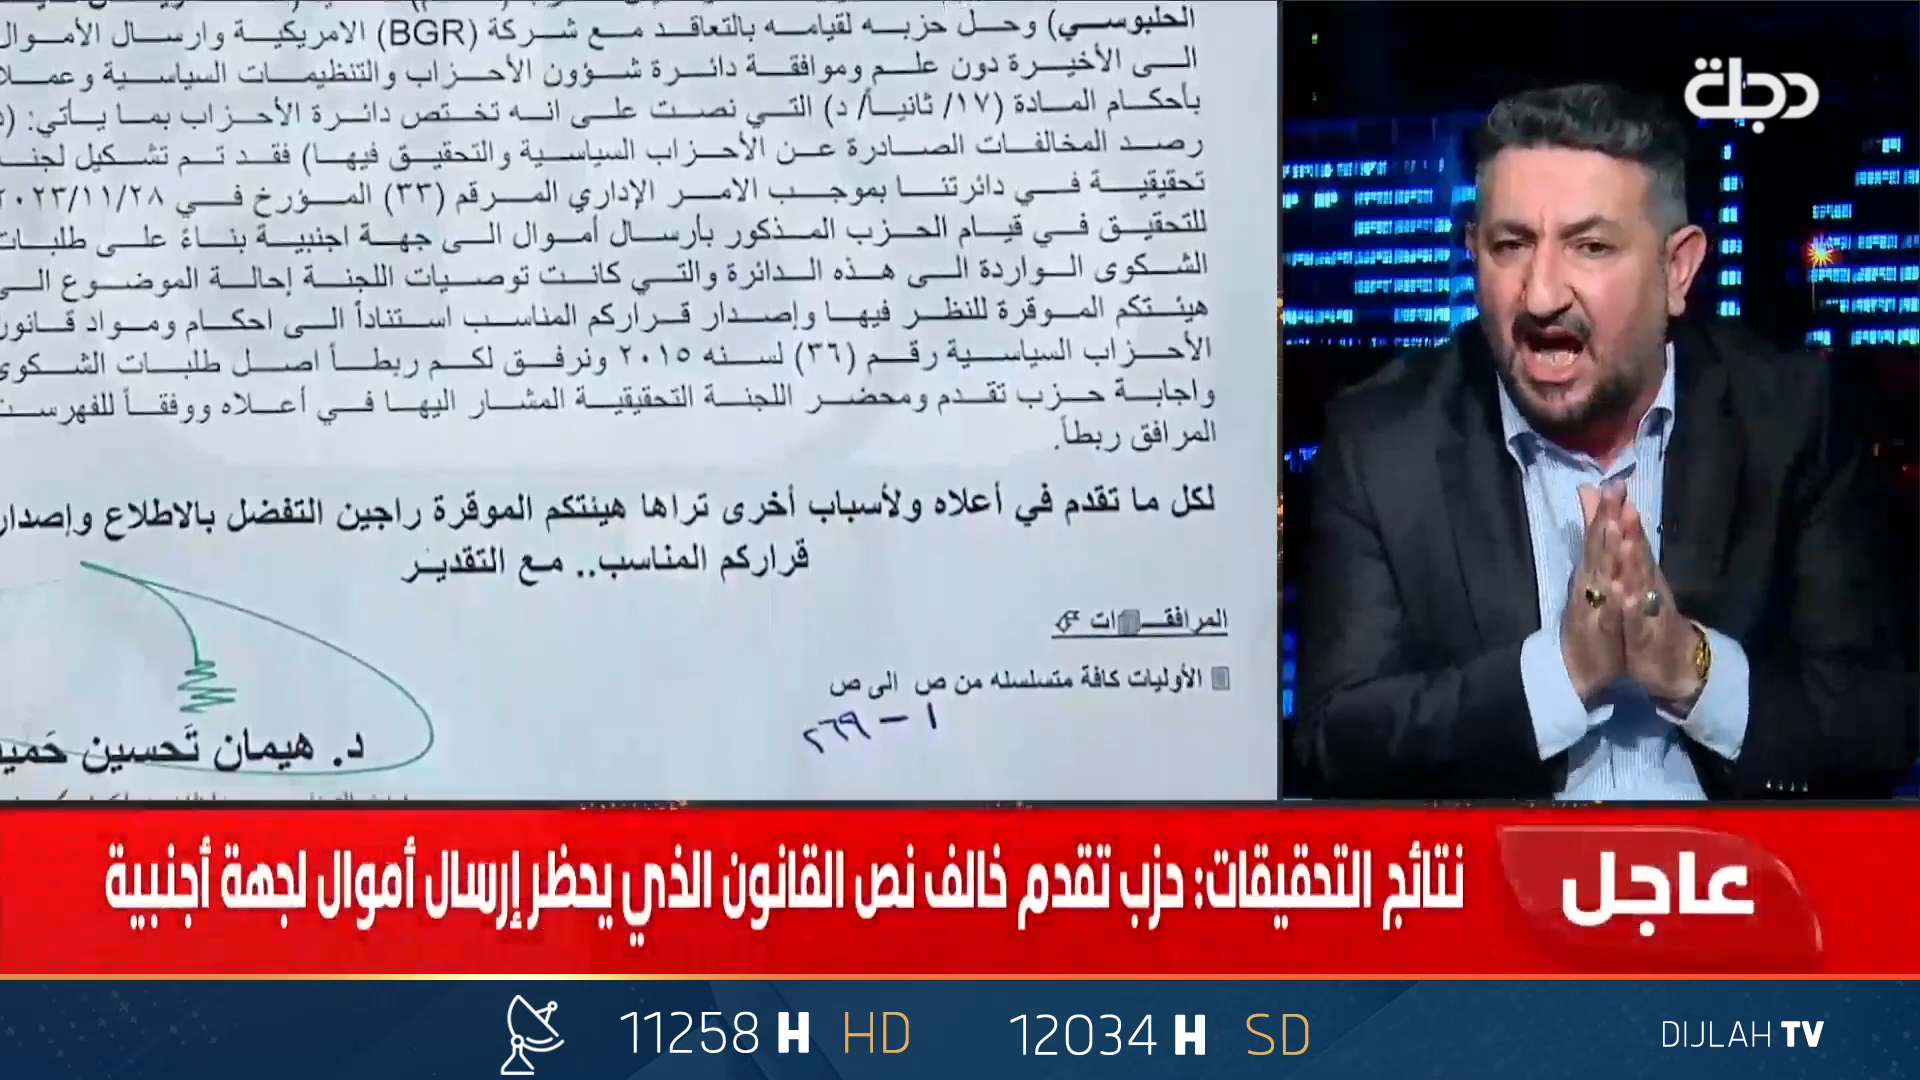 الحلبوسي) وحل حزبه لقيامه بالتعاقد مع شركة (BGR) الامريكية وارسال الأموال
الى الأخيرة دون علم وموافقة دائرة شؤون الأحزاب والتنظيمات السياسية وعملا
بأحكام المادة (١٧/ ثانياً/ د) التي نصت على انه تختص دائرة الأحزاب بما يأتي: (د
رصد المخالفات الصادرة عن الأحزاب السياسية والتحقيق فيها) فقد تم تشكيل لجنة
تحقيقية في دائرتنا بموجب الامر الإداري المرقم (٣٣) المؤرخ في ٢٠٢٣/١١/٢٨
للتحقيق في قيام الحزب المذكور بأرسال أموال الى جهة اجنبية بناءً على طلبات
الشكوى الواردة الى هذه الدائرة والتي كانت توصيات اللجنة إحالة الموضوع الى
هيئتكم الموقرة للنظر فيها وإصدار قراركم المناسب استناداً الى احكام ومواد قانون
الأحزاب السياسية رقم (٣٦) لسنه ٢٠١٥ ونرفق لكم ربطاً اصل طلبات الشكوى
واجابة حزب تقدم ومحضر اللجنة التحقيقية المشار اليها في أعلاه ووفقاً للفهرست
المرافق ربطاً.
لكل ما تقدم في أعلاه ولأسباب أخرى تراها هيئتكم الموقرة راجين التفضل بالاطلاع وإصدار
قراركم المناسب.. مع التقدير
المرافقات
الأوليات كافة متسلسله من ص الى ص
١ - ٢٦٩
د. هيمان تَحسين حَميد
دجلة
عاجل
نتائج التحقيقات: حزب تقدم خالف نص القانون الذي يحظر إرسال أموال لجهة أجنبية
11258 H HD 12034 H SD
DIJLAH TV